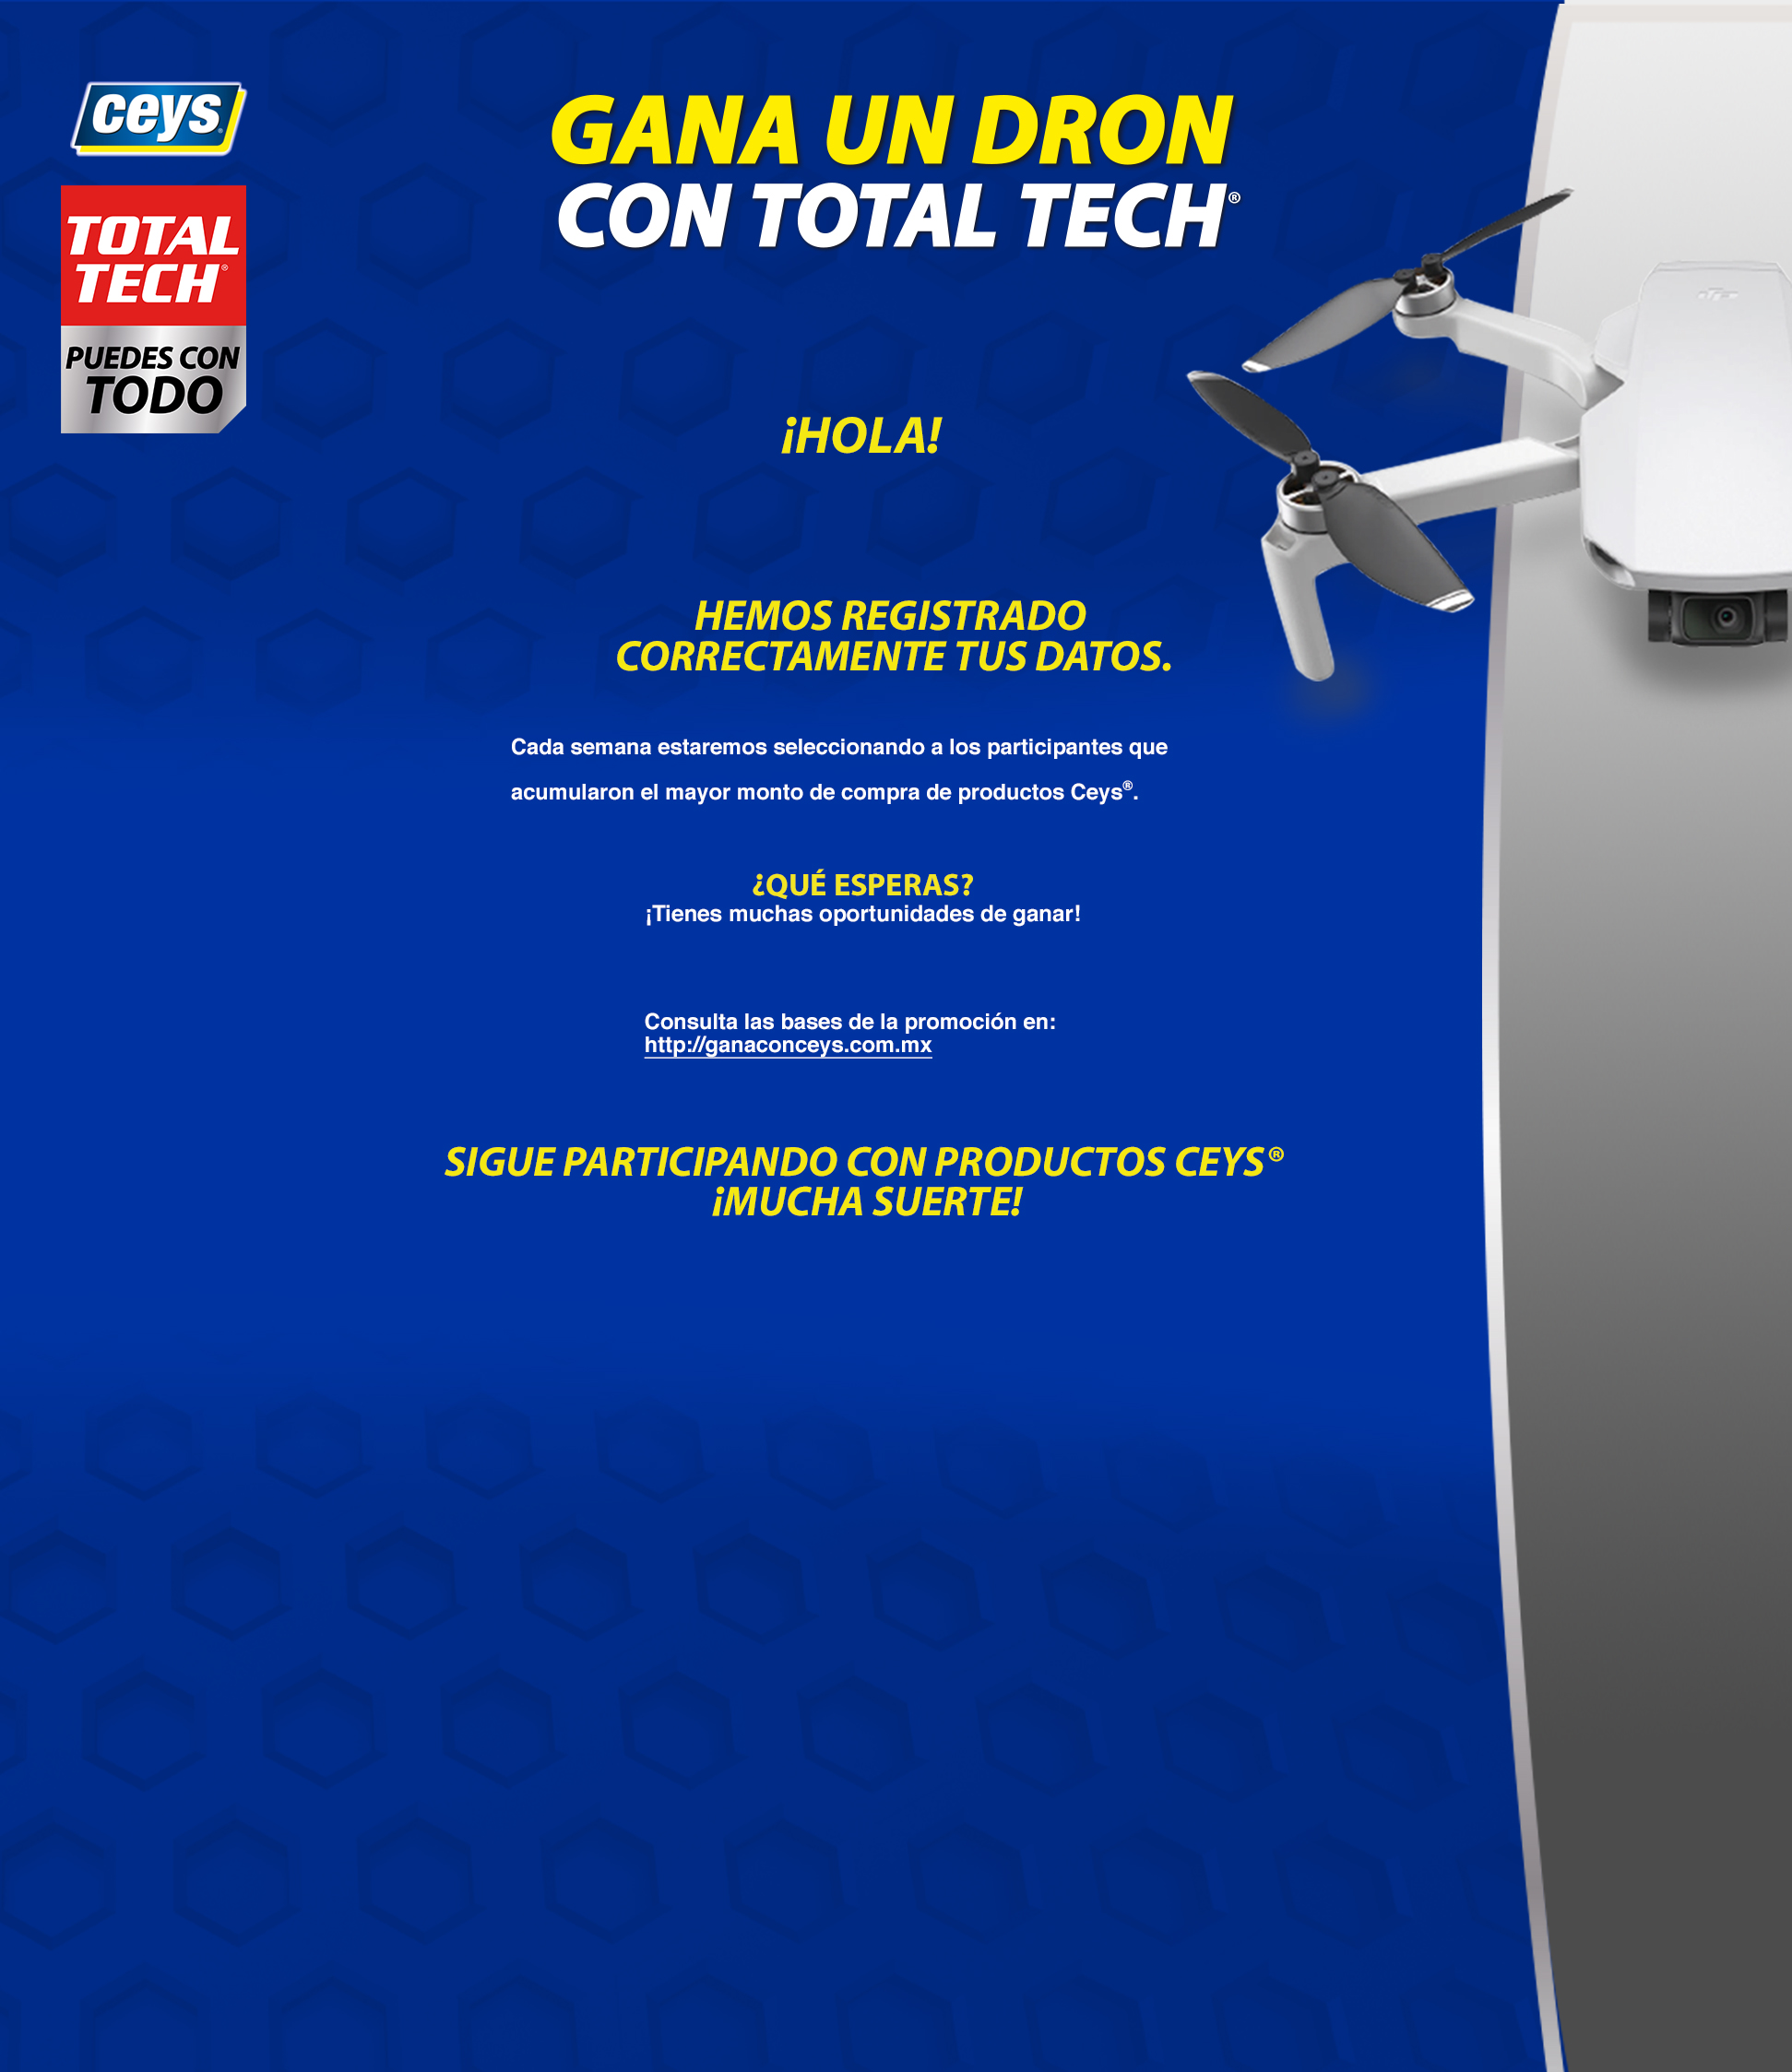 ceys®
TOTAL
TECH®
PUEDES CON
TODO
GANA UN DRON
CON TOTAL TECH®
¡HOLA!
HEMOS REGISTRADO
CORRECTAMENTE TUS DATOS.
Cada semana estaremos seleccionando a los participantes que
acumularon el mayor monto de compra de productos Ceys®.
¿QUÉ ESPERAS?
¡Tienes muchas oportunidades de ganar!
Consulta las bases de la promoción en:
http://ganaconceys.com.mx
SIGUE PARTICIPANDO CON PRODUCTOS CEYS®
¡MUCHA SUERTE!